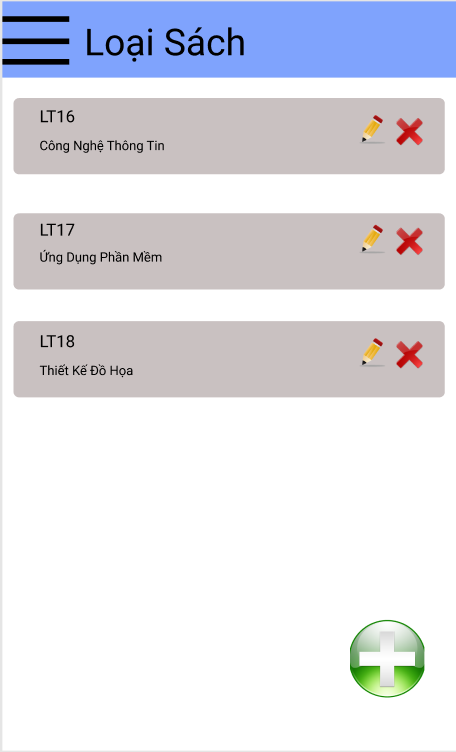 Loại Sách
LT16
Công Nghệ Thông Tin
LT17
Ứng Dụng Phần Mềm
LT18
Thiết Kế Đồ Họa